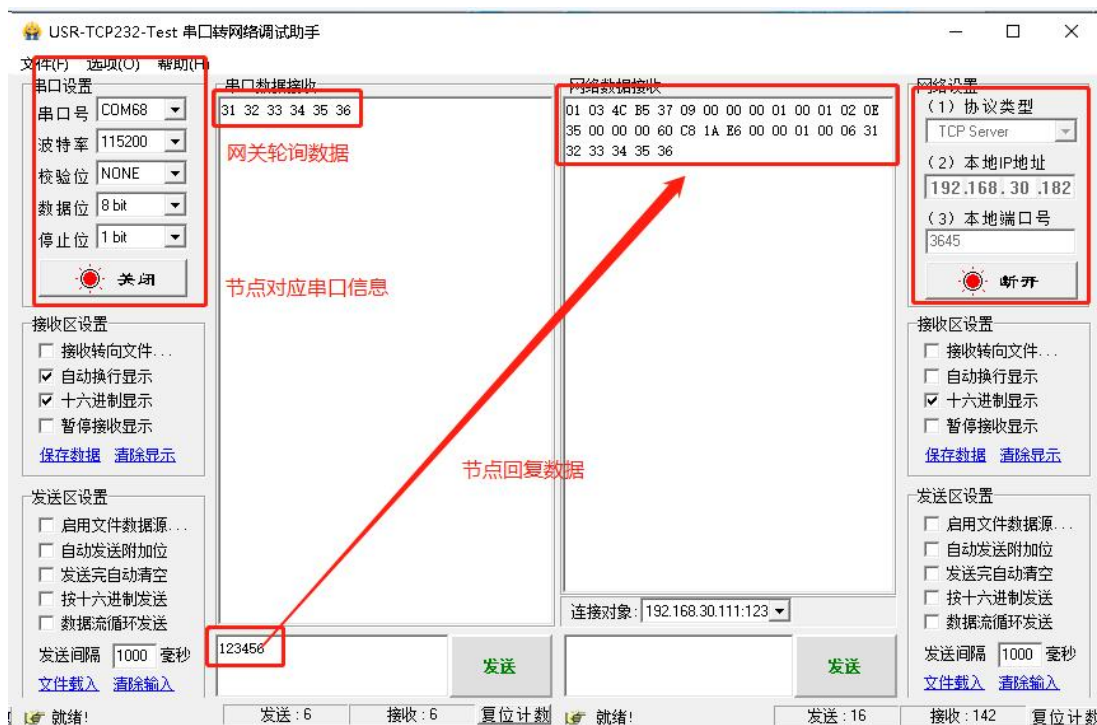 USR-TCP232-Test 串口转网络调试助手
文件(F) 选项(O) 帮助(H)
串口设置
串口号 COM68
波特率 115200
校验位 NONE
数据位 8 bit
停止位 1 bit
关闭
接收区设置
接收转向文件...
自动换行显示
十六进制显示
暂停接收显示
保存数据 清除显示
发送区设置
启用文件数据源...
自动发送附加位
发送完自动清空
按十六进制发送
数据流循环发送
发送间隔 1000 毫秒
文件载入 清除输入
就绪!
串口数据接收
31 32 33 34 35 36
网关轮询数据
节点对应串口信息
节点回复数据
123456
发送
发送:6 接收:6 复位计数
网络数据接收
01 03 4C B5 37 09 00 00 00 01 00 01 02 0E
35 00 00 00 60 C8 1A E6 00 00 01 00 06 31
32 33 34 35 36
连接对象: 192.168.30.111:123
发送
就绪! 发送:16 接收:142 复位计数
网络设置
(1) 协议类型
TCP Server
(2) 本地IP地址
192.168.30.182
(3) 本地端口号
3645
断开
接收区设置
接收转向文件...
自动换行显示
十六进制显示
暂停接收显示
保存数据 清除显示
发送区设置
启用文件数据源...
自动发送附加位
发送完自动清空
按十六进制发送
数据流循环发送
发送间隔 1000 毫秒
文件载入 清除输入